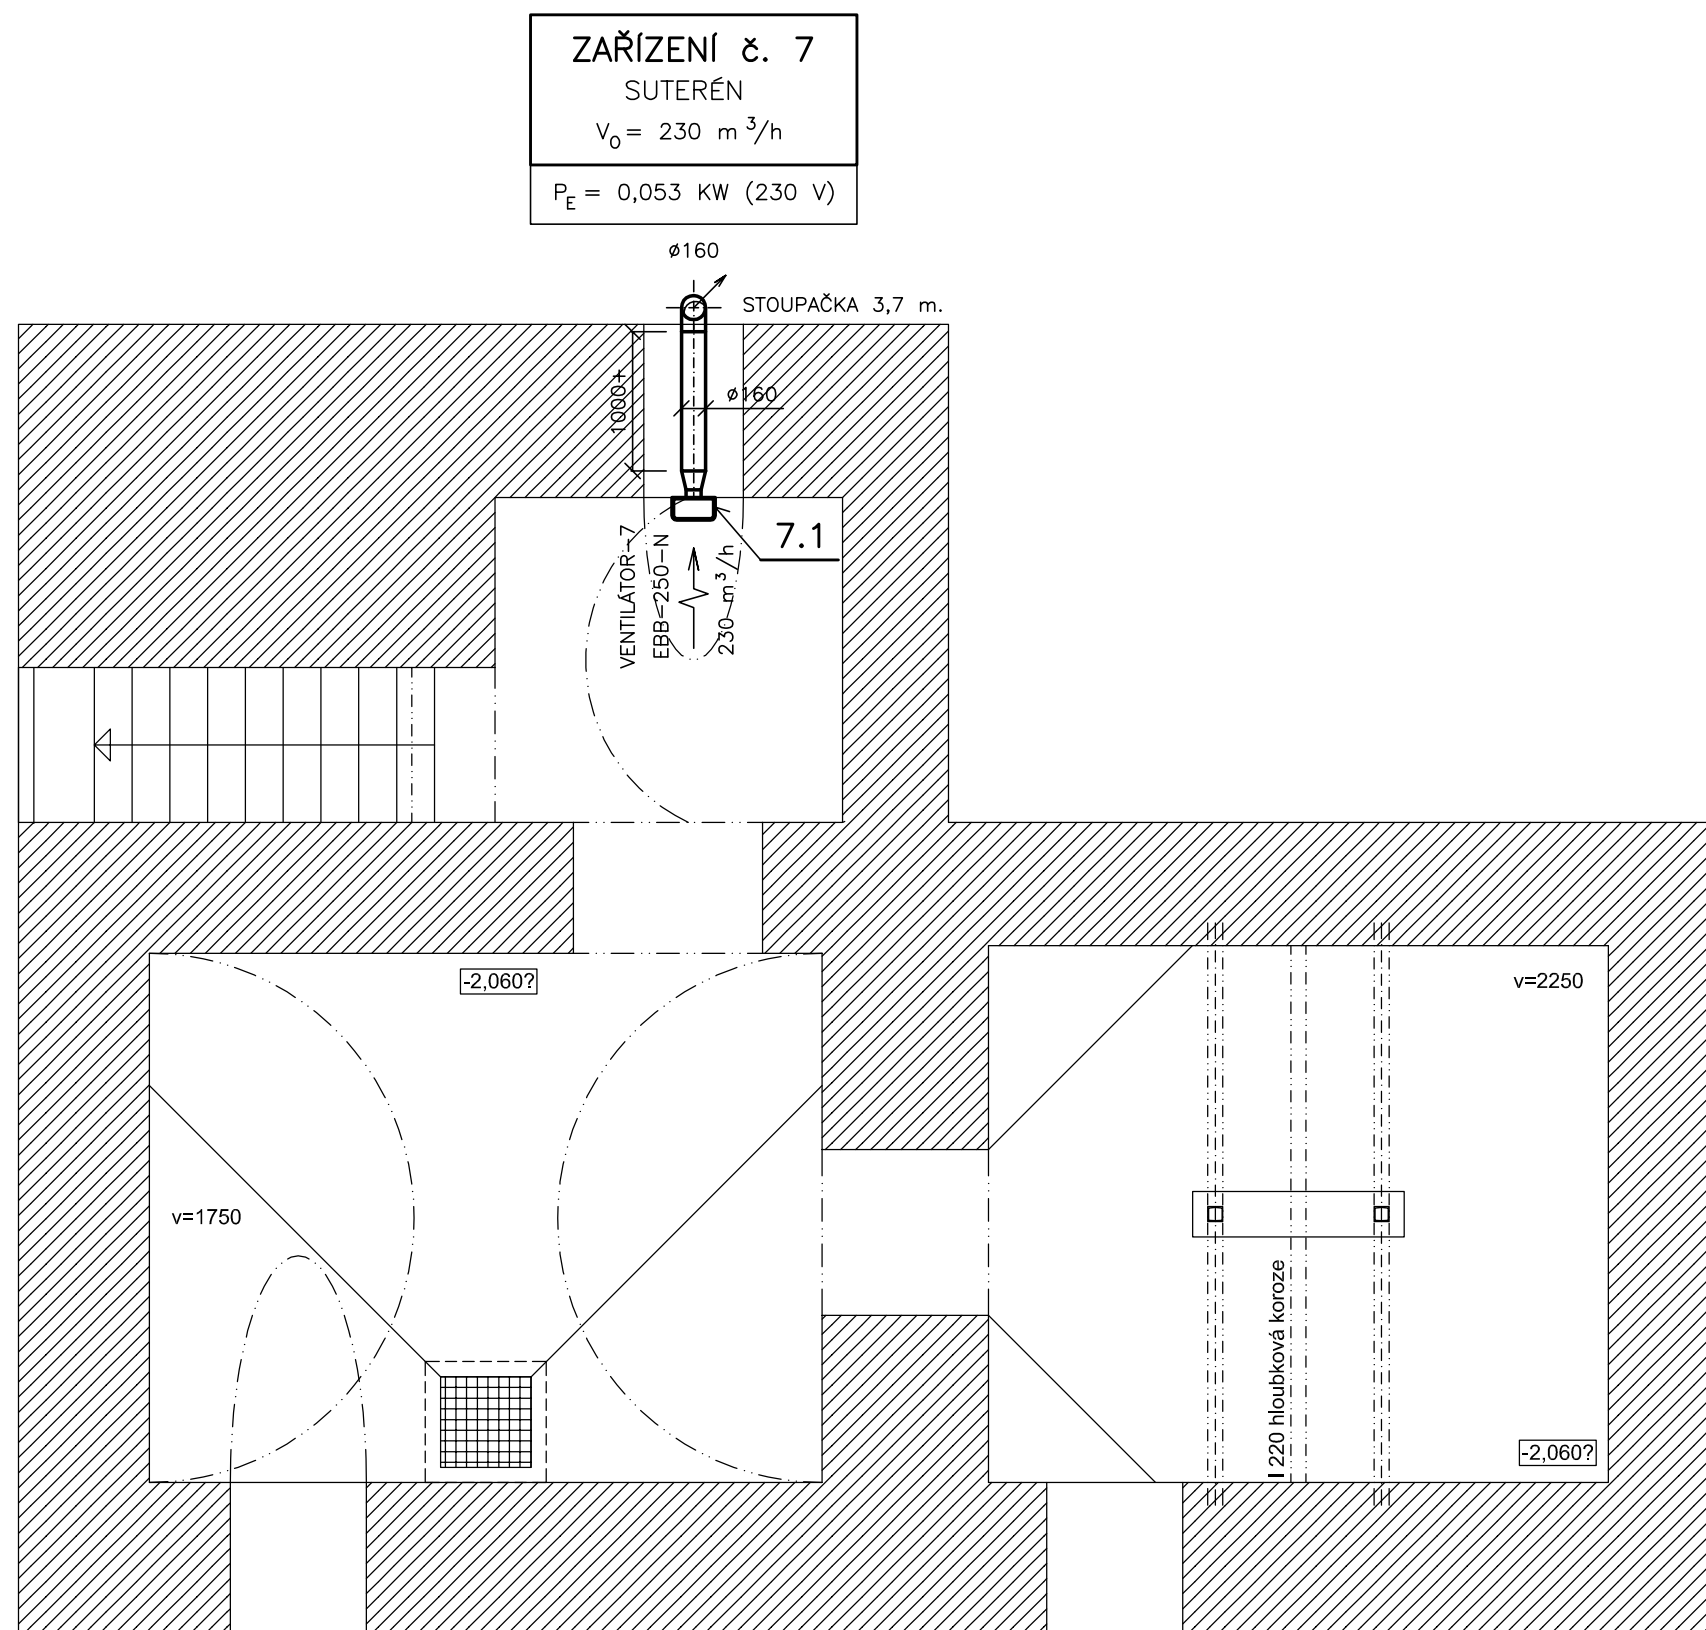 ZAŘÍZENÍ č. 7
SUTERÉN
V₀= 230 m³/h
P_E = 0,053 KW (230 V)
ø160
STOUPAČKA 3,7 m.
1000+
ø160
7.1
VENTILÁTOR-7
EBB-250-N
230 m³/h
-2,060?
v=2250
v=1750
I 220 hloubková koroze
-2,060?